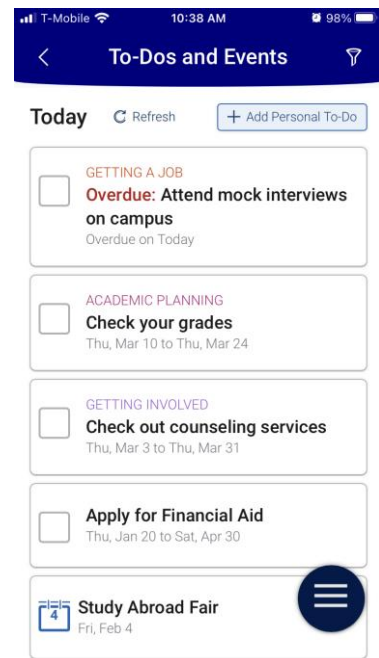 T-Mobile 10:38 AM 98%
To-Dos and Events
Today Refresh + Add Personal To-Do
GETTING A JOB
Overdue: Attend mock interviews
on campus
Overdue on Today
ACADEMIC PLANNING
Check your grades
Thu, Mar 10 to Thu, Mar 24
GETTING INVOLVED
Check out counseling services
Thu, Mar 3 to Thu, Mar 31
Apply for Financial Aid
Thu, Jan 20 to Sat, Apr 30
4 Study Abroad Fair
Fri, Feb 4